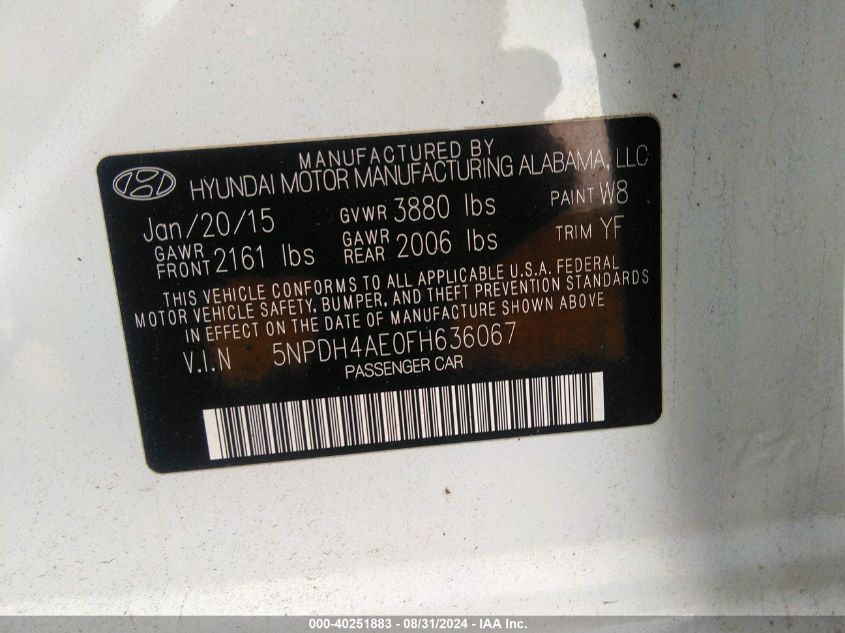 MANUFACTURED BY
HYUNDAI MOTOR MANUFACTURING ALABAMA, LLC
Jan/20/15 GVWR 3880 lbs PAINT W8
GAWR FRONT 2161 lbs GAWR REAR 2006 lbs TRIM YF
THIS VEHICLE CONFORMS TO ALL APPLICABLE U.S.A. FEDERAL
MOTOR VEHICLE SAFETY, BUMPER, AND THEFT PREVENTION STANDARDS
IN EFFECT ON THE DATE OF MANUFACTURE SHOWN ABOVE
V.I.N 5NPDH4AE0FH636067
PASSENGER CAR
000-40251883 - 08/31/2024 - IAA Inc.